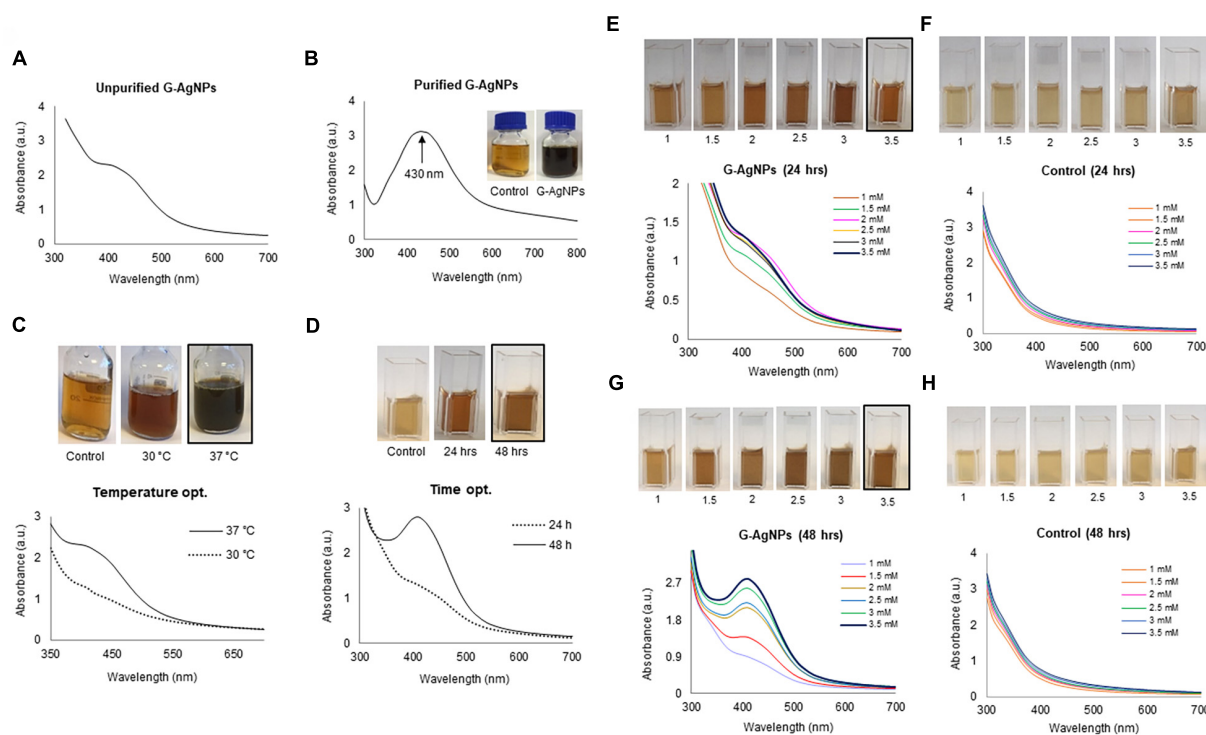 A
Unpurified G-AgNPs
Absorbance (a.u.)
4
3
2
1
0
300 400 500 600 700
Wavelength (nm)
B
Purified G-AgNPs
Absorbance (a.u.)
4
3
2
1
0
430 nm
Control G-AgNPs
300 400 500 600 700 800
Wavelength (nm)
C
Control 30 °C 37 °C
Temperature opt.
Absorbance (a.u.)
3
2
1
0
37 °C
30 °C
350 450 550 650
Wavelength (nm)
D
Control 24 hrs 48 hrs
Time opt.
Absorbance (a.u.)
3
2
1
0
24 h
48 h
300 400 500 600 700
Wavelength (nm)
E
1 1.5 2 2.5 3 3.5
G-AgNPs (24 hrs)
Absorbance (a.u.)
2
1.5
1
0.5
0
1 mM
1.5 mM
2 mM
2.5 mM
3 mM
3.5 mM
300 400 500 600 700
Wavelength (nm)
F
1 1.5 2 2.5 3 3.5
Control (24 hrs)
Absorbance (a.u.)
4
3
2
1
0
1 mM
1.5 mM
2 mM
2.5 mM
3 mM
3.5 mM
300 400 500 600 700
Wavelength (nm)
G
1 1.5 2 2.5 3 3.5
G-AgNPs (48 hrs)
Absorbance (a.u.)
2.7
1.8
0.9
0
1 mM
1.5 mM
2 mM
2.5 mM
3 mM
3.5 mM
300 400 500 600 700
Wavelength (nm)
H
1 1.5 2 2.5 3 3.5
Control (48 hrs)
Absorbance (a.u.)
4
3
2
1
0
1 mM
1.5 mM
2 mM
2.5 mM
3 mM
3.5 mM
300 400 500 600 700
Wavelength (nm)